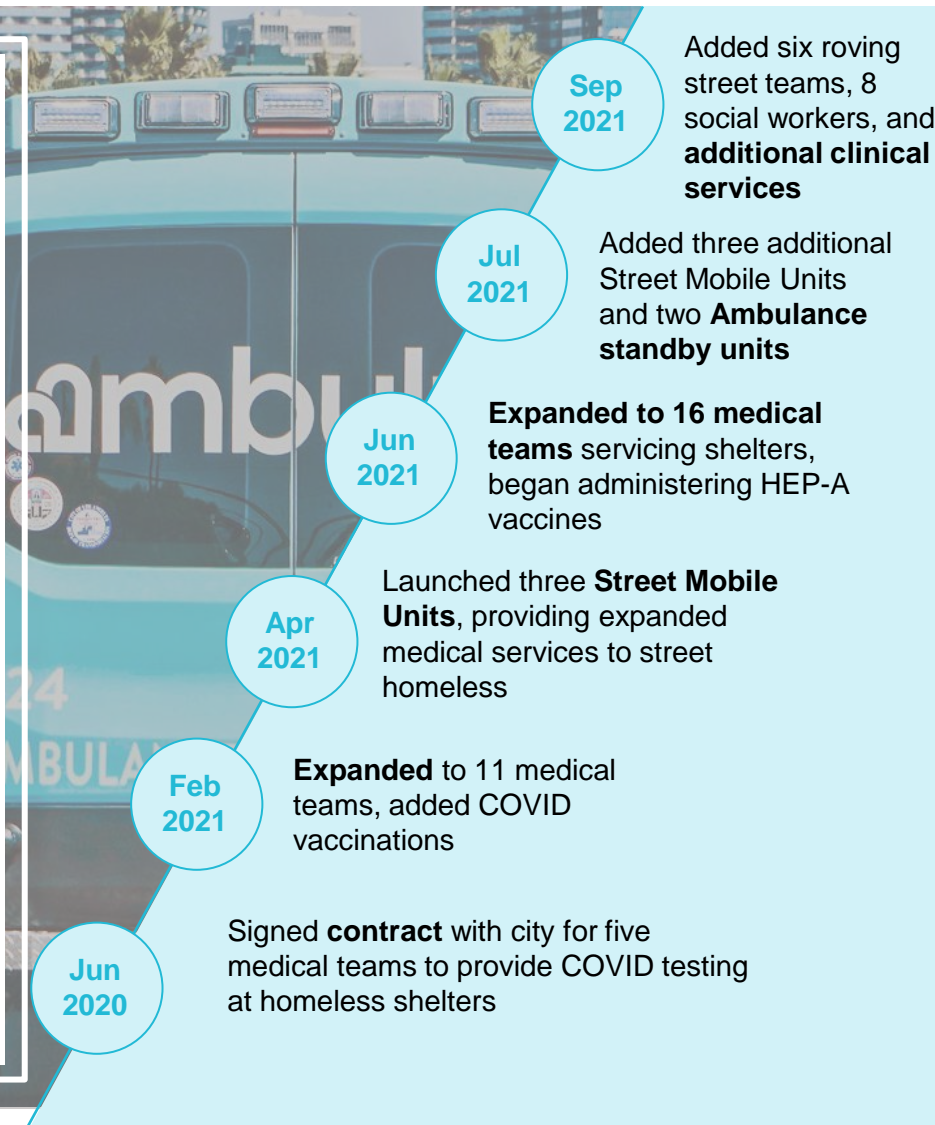 Sep
2021
Added six roving
street teams, 8
social workers, and
additional clinical
services
Jul
2021
Added three additional
Street Mobile Units
and two Ambulance
standby units
Jun
2021
Expanded to 16 medical
teams servicing shelters,
began administering HEP-A
vaccines
Apr
2021
Launched three Street Mobile
Units, providing expanded
medical services to street
homeless
Feb
2021
Expanded to 11 medical
teams, added COVID
vaccinations
Jun
2020
Signed contract with city for five
medical teams to provide COVID testing
at homeless shelters
ambul
24
MBULAN